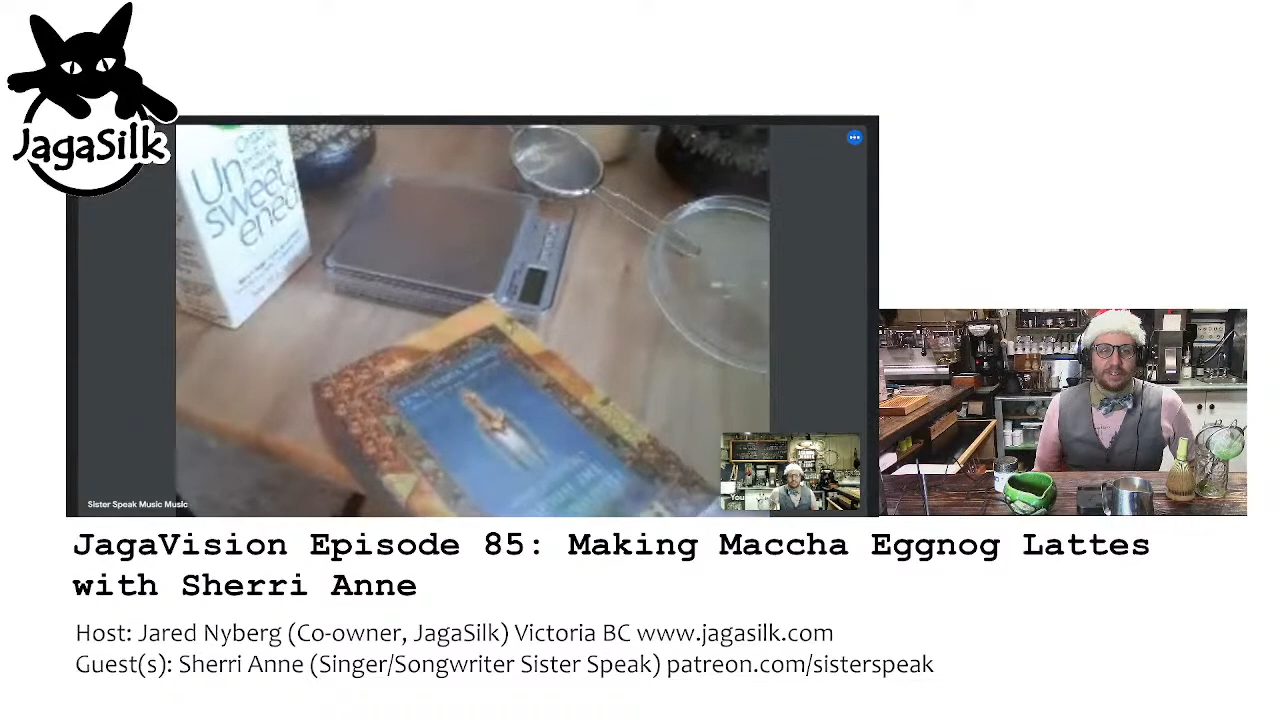 JagaSilk
Un
sweet
ened
Sister Speak Music Music
JagaVision Episode 85: Making Maccha Eggnog Lattes
with Sherri Anne
Host: Jared Nyberg (Co-owner, JagaSilk) Victoria BC www.jagasilk.com
Guest(s): Sherri Anne (Singer/Songwriter Sister Speak) patreon.com/sisterspeak